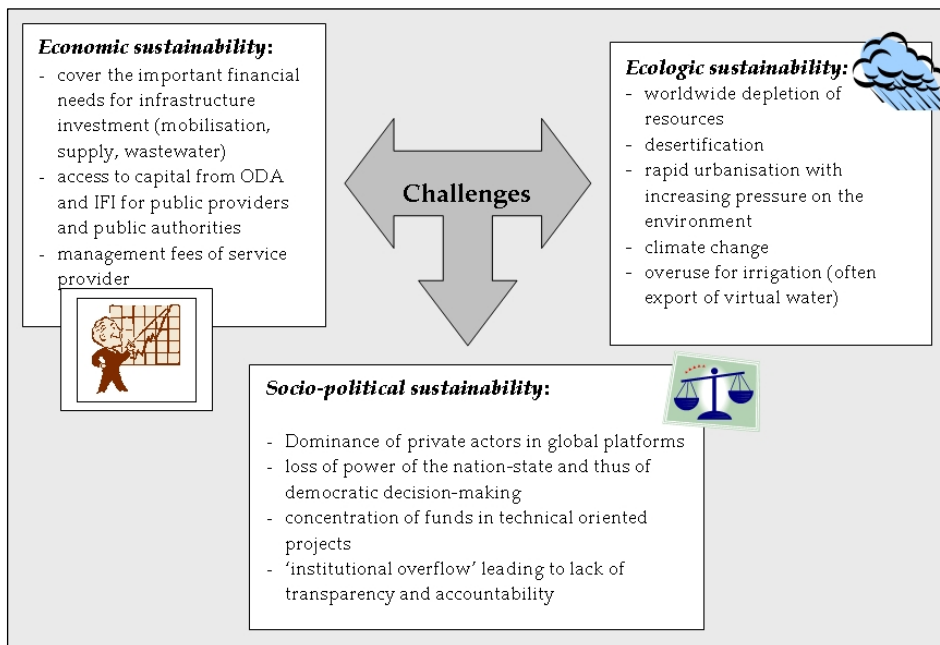 Economic sustainability:
- cover the important financial
needs for infrastructure
investment (mobilisation,
supply, wastewater)
- access to capital from ODA
and IFI for public providers
and public authorities
- management fees of service
provider
Ecologic sustainability:
- worldwide depletion of
resources
- desertification
- rapid urbanisation with
increasing pressure on the
environment
- climate change
- overuse for irrigation (often
export of virtual water)
Challenges
Socio-political sustainability:
- Dominance of private actors in global platforms
- loss of power of the nation-state and thus of
democratic decision-making
- concentration of funds in technical oriented
projects
- ‘institutional overflow’ leading to lack of
transparency and accountability